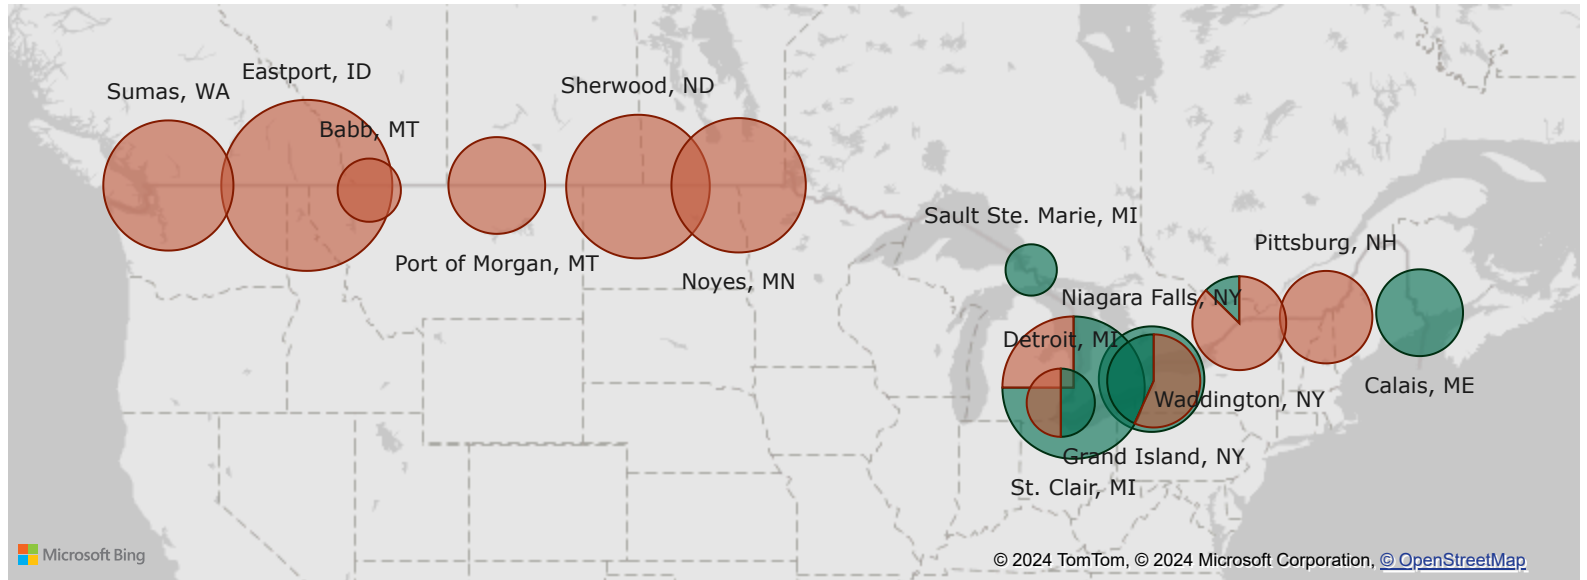 Eastport, ID
Sumas, WA
Sherwood, ND
Babb, MT
Sault Ste. Marie, MI
Pittsburg, NH
Port of Morgan, MT
Noyes, MN
Niagara Falls, NY
Detroit, MI
Calais, ME
Waddington, NY
Grand Island, NY
St. Clair, MI
Microsoft Bing
© 2024 TomTom, © 2024 Microsoft Corporation, © OpenStreetMap